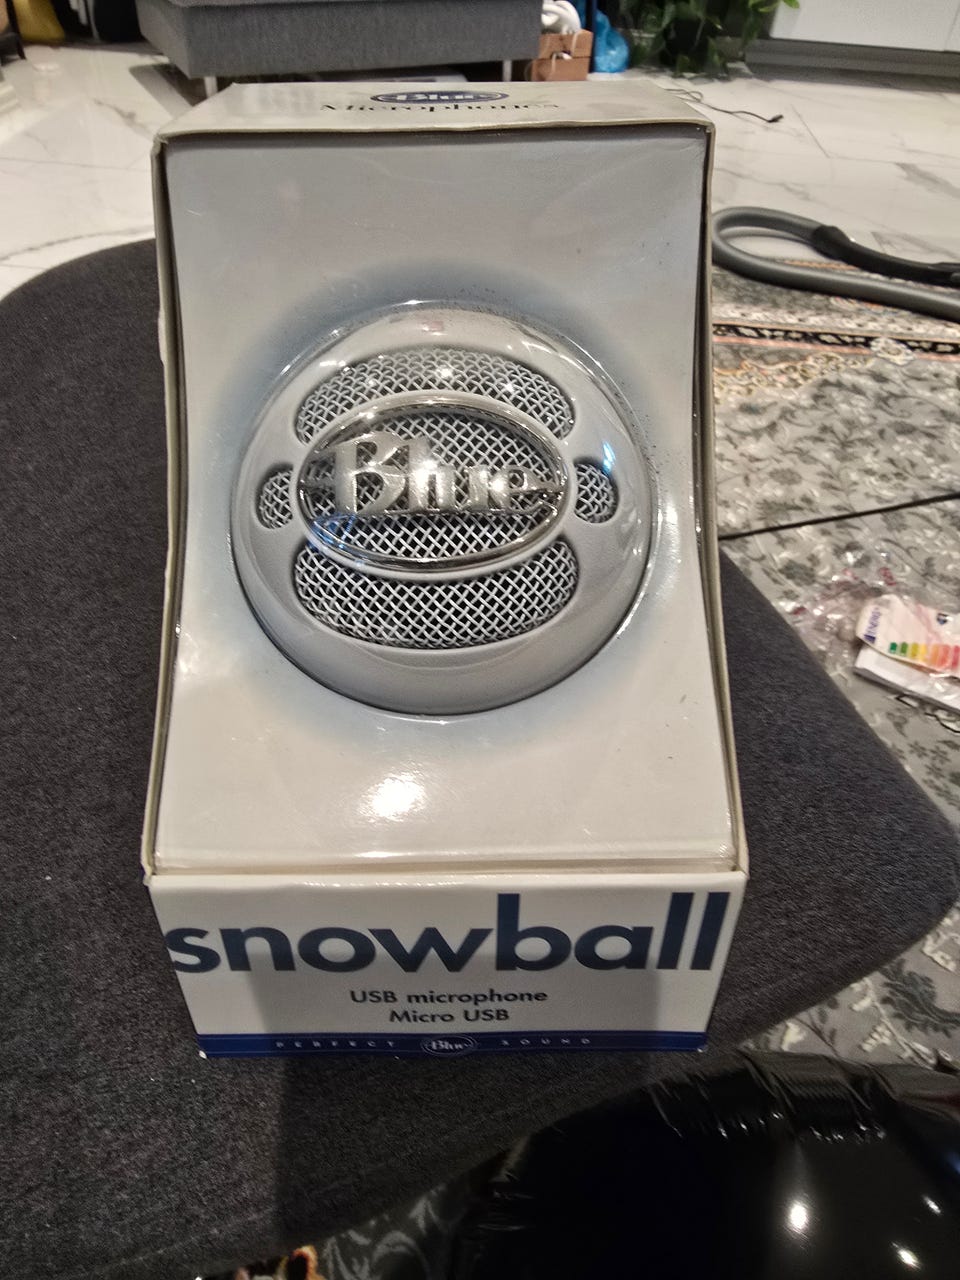 Blue
Microphones
Blue
snowball
USB microphone
Micro USB
PERFECT Blue SOUND